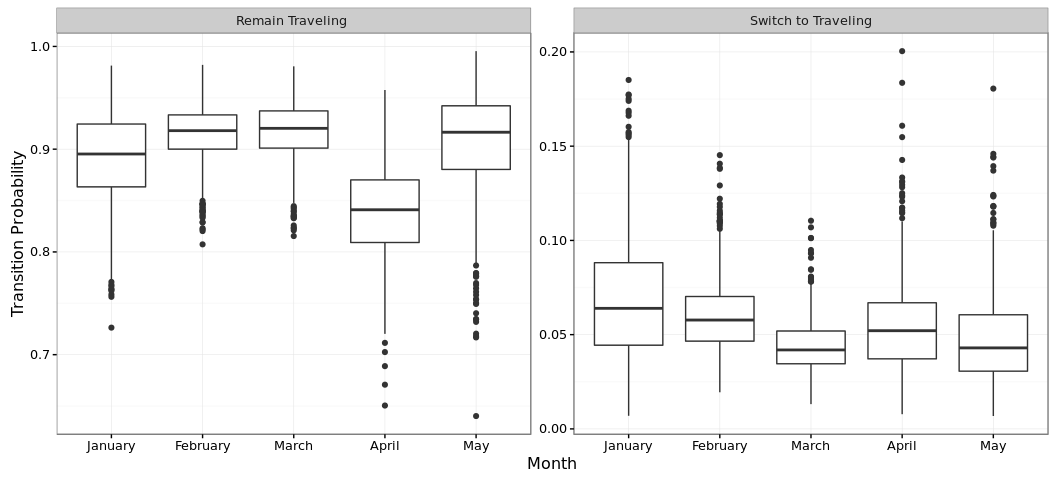 Remain Traveling
Switch to Traveling
Transition Probability
1.0
0.9
0.8
0.7
0.20
0.15
0.10
0.05
0.00
January February March April May
January February March April May
Month